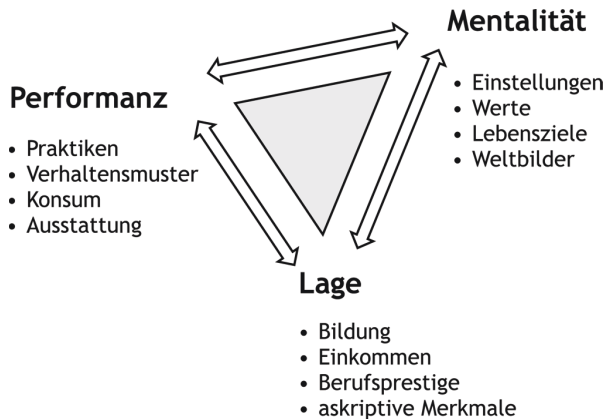 Mentalität
• Einstellungen
• Werte
• Lebensziele
• Weltbilder
Performanz
• Praktiken
• Verhaltensmuster
• Konsum
• Ausstattung
Lage
• Bildung
• Einkommen
• Berufsprestige
• askriptive Merkmale